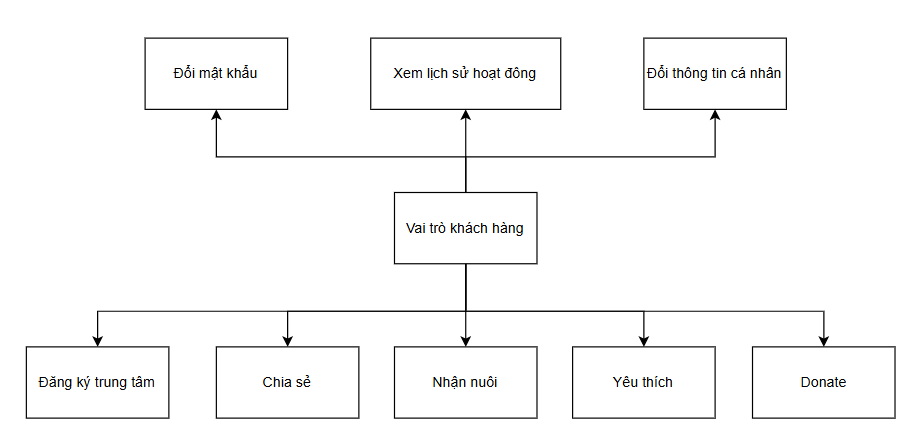 Đổi mật khẩu
Xem lịch sử hoạt đông
Đổi thông tin cá nhân
Vai trò khách hàng
Đăng ký trung tâm
Chia sẻ
Nhận nuôi
Yêu thích
Donate